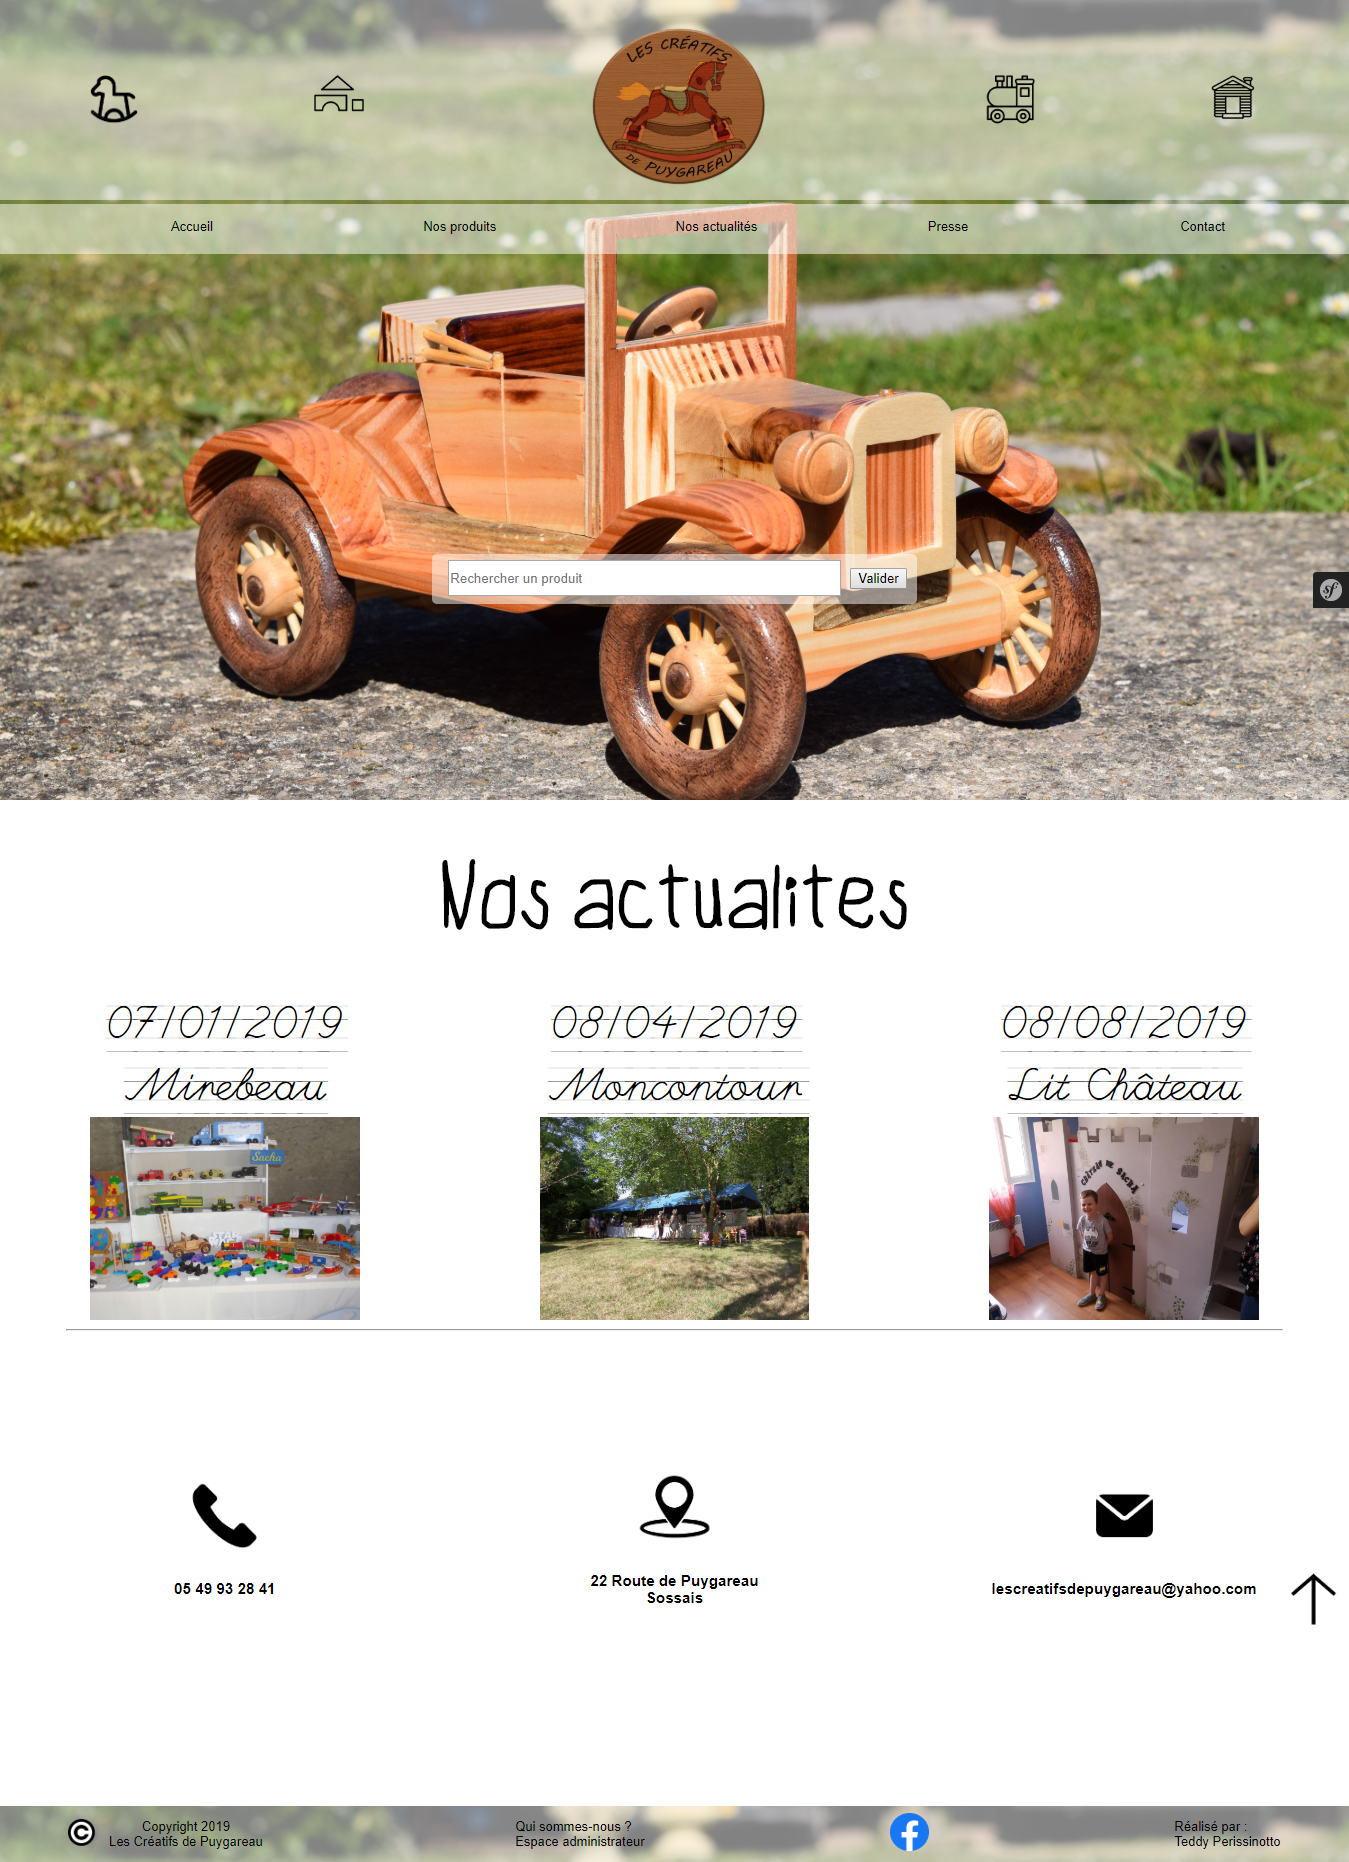 LES CRÉATIFS
DE PUYGAREAU
Accueil
Nos produits
Nos actualités
Presse
Contact
Rechercher un produit
Valider
sf
Nos actualites
07/01/2019
Mirebeau
Sacha
08/04/2019
Moncontour
08/08/2019
Lit Château
CHÂTEAU DE SACHA
05 49 93 28 41
22 Route de Puygareau
Sossais
lescreatifsdepuygareau@yahoo.com
©
Copyright 2019
Les Créatifs de Puygareau
Qui sommes-nous ?
Espace administrateur
Réalisé par :
Teddy Perissinotto